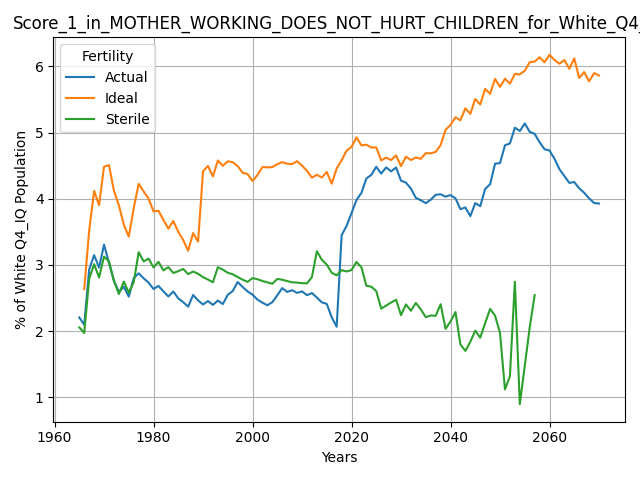 Score_1_in_MOTHER_WORKING_DOES_NOT_HURT_CHILDREN_for_White_Q4_
Fertility
Actual
Ideal
Sterile
% of White Q4_IQ Population
6
5
4
3
2
1
1960 1980 2000 2020 2040 2060
Years